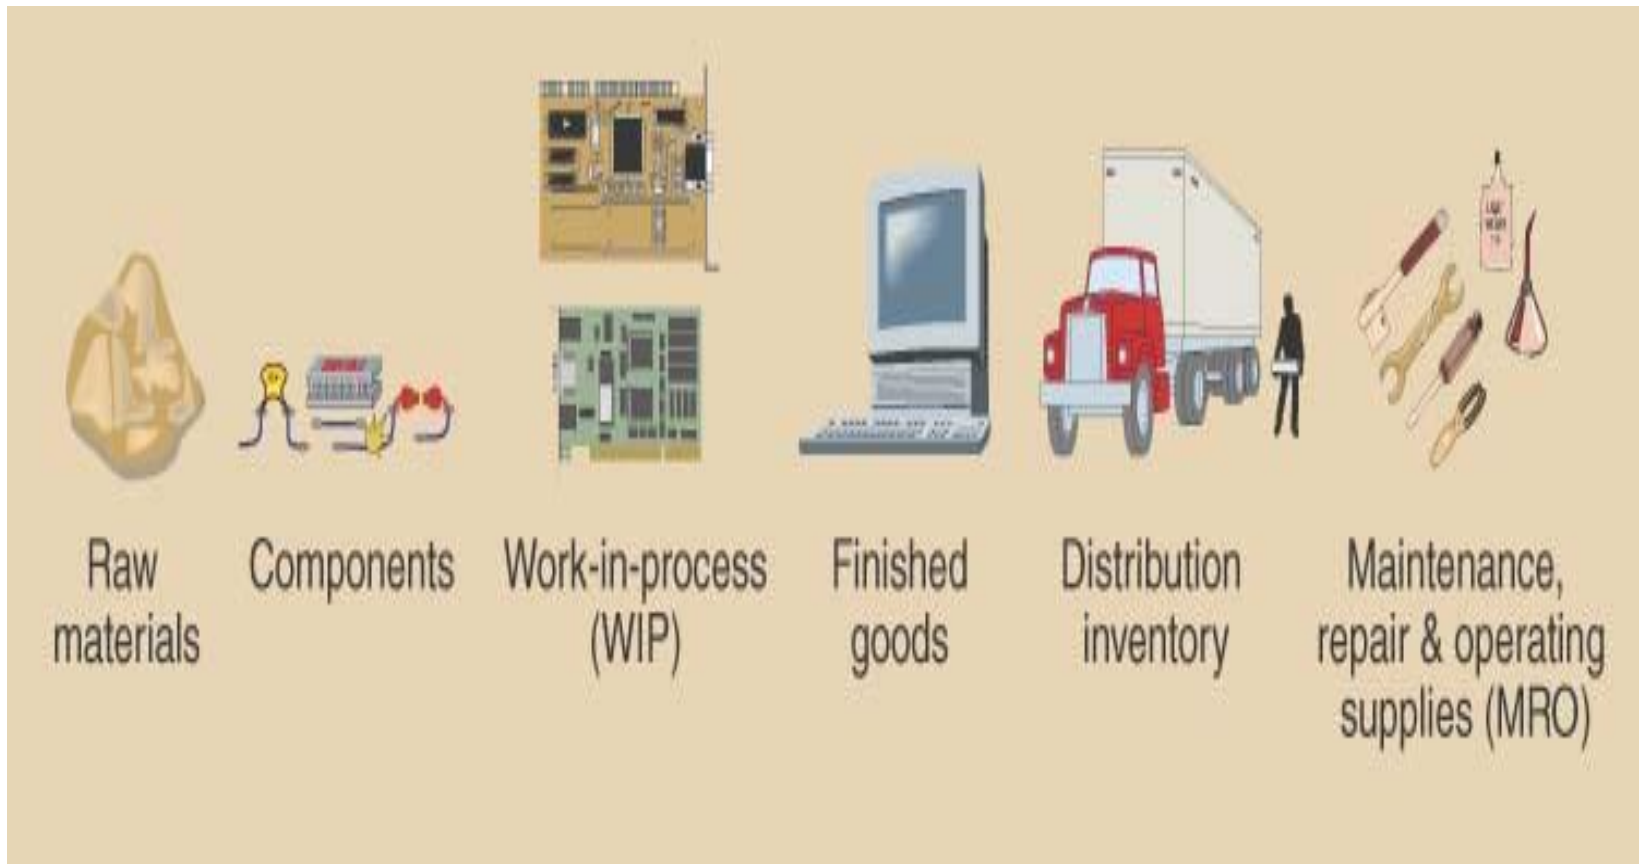 Raw
materials
Components
Work-in-process
(WIP)
Finished
goods
Distribution
inventory
Maintenance,
repair & operating
supplies (MRO)